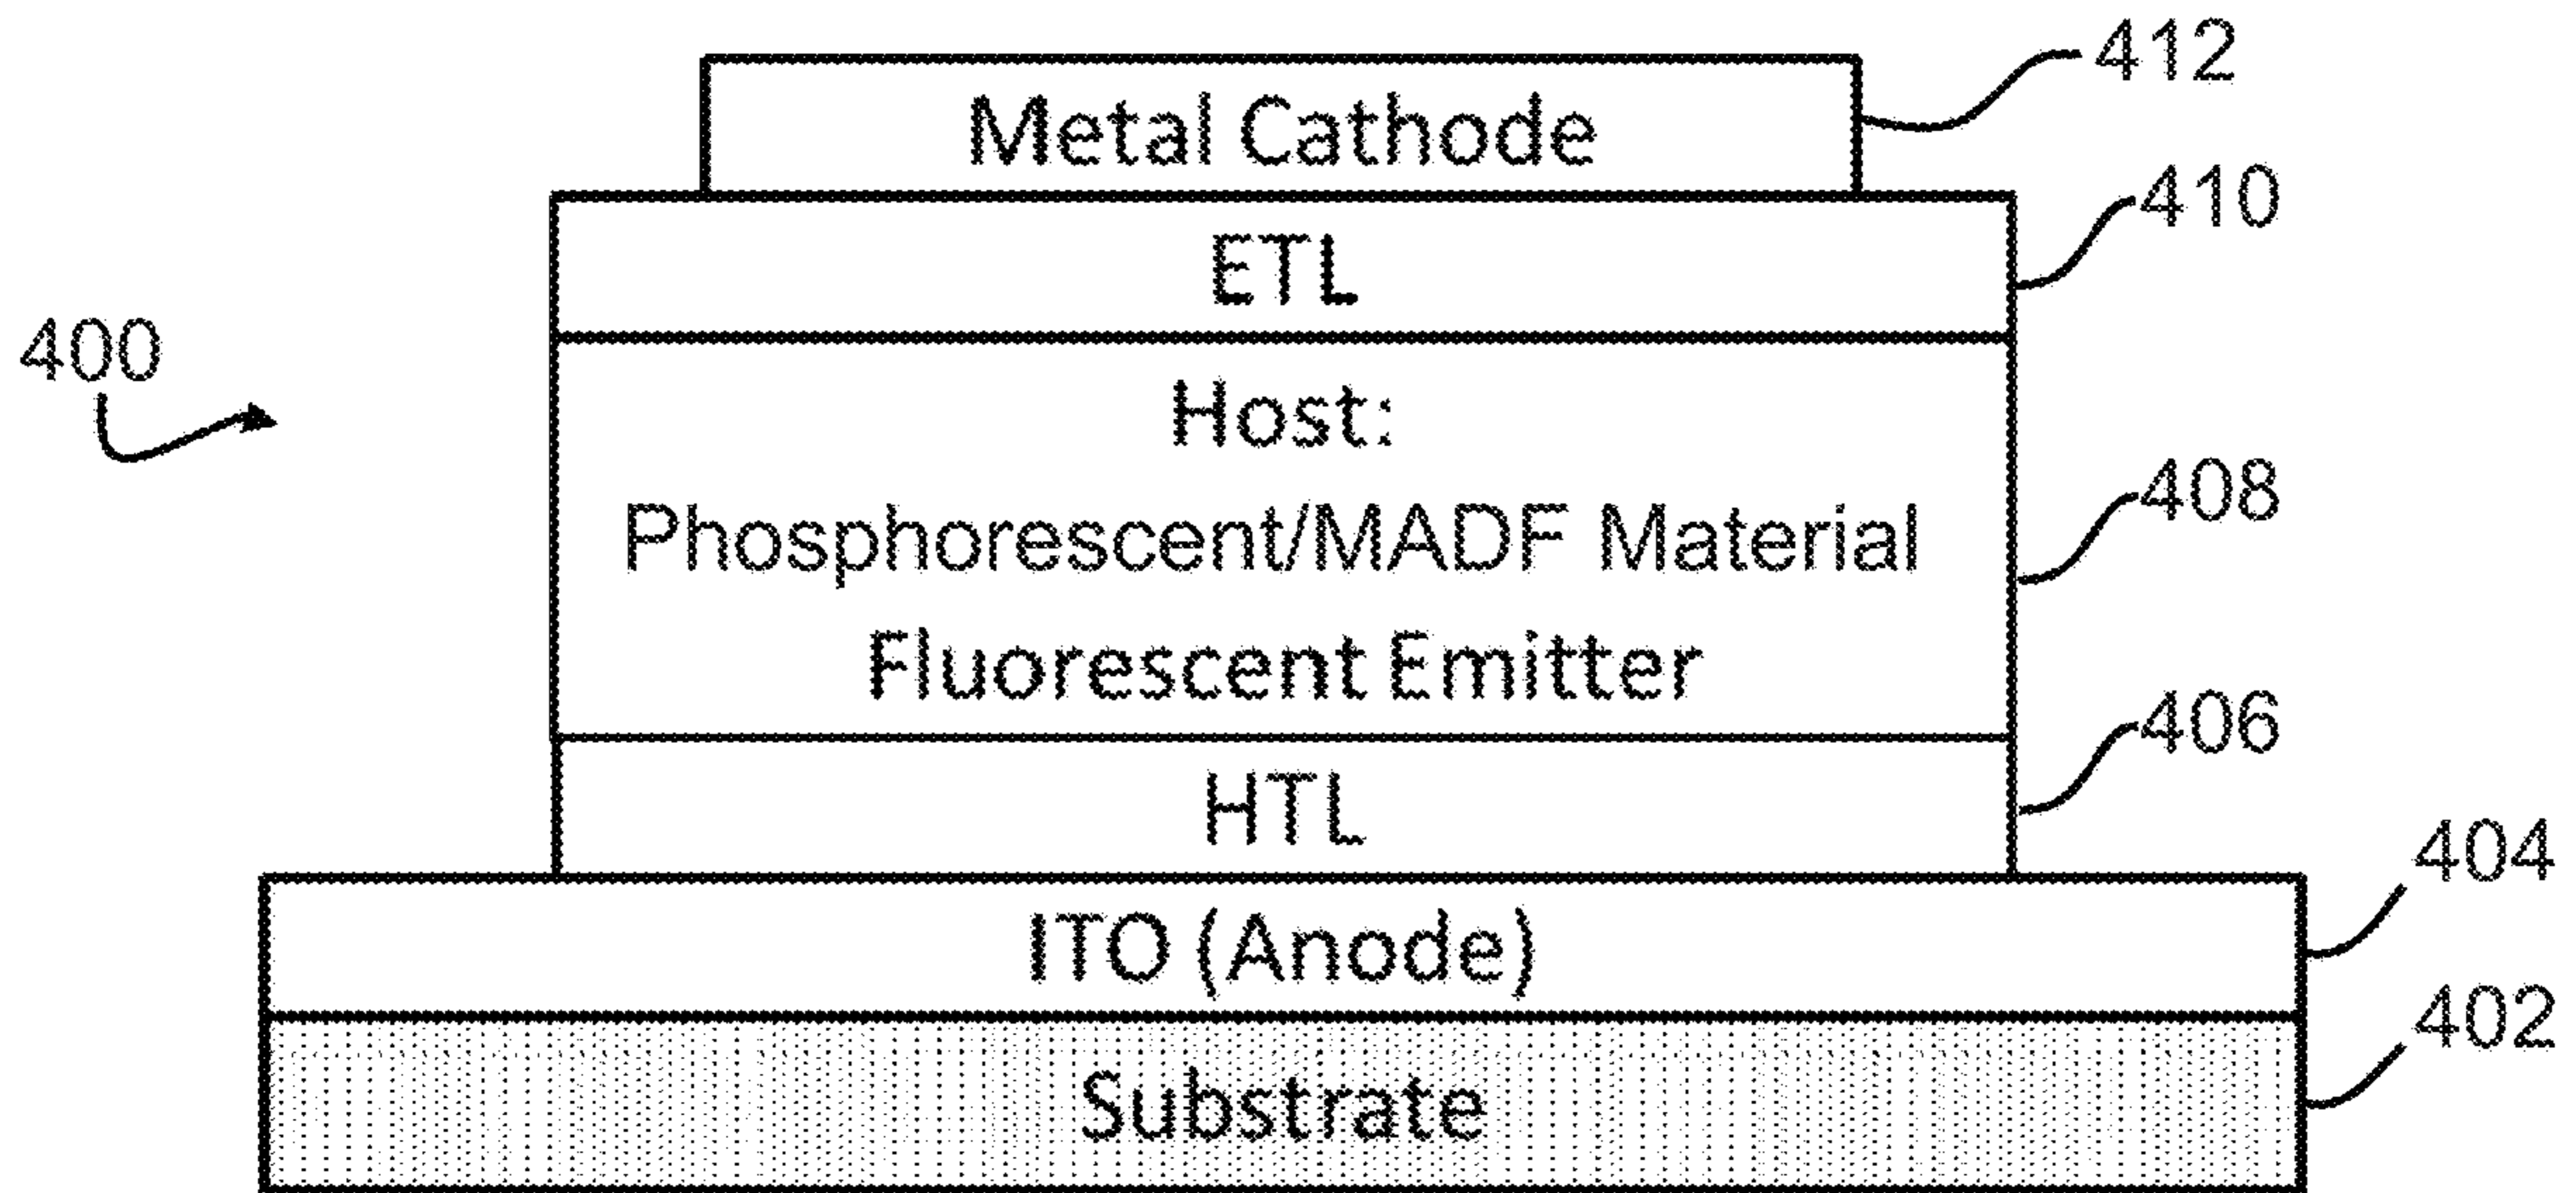 412
Metal Cathode
410
ETL
400
Host:
408
Phosphorescent/MADF Material
Fluorescent Emitter
406
HTL
404
ITO (Anode)
402
Substrate